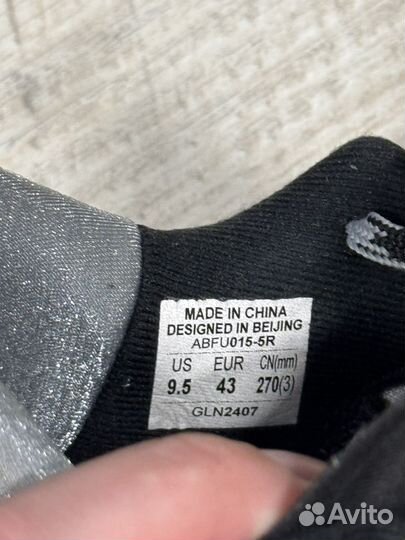 MADE IN CHINA
DESIGNED IN BEIJING
ABFU015-5R
US EUR CN(mm)
9.5 43 270(3)
GLN2407
Avito